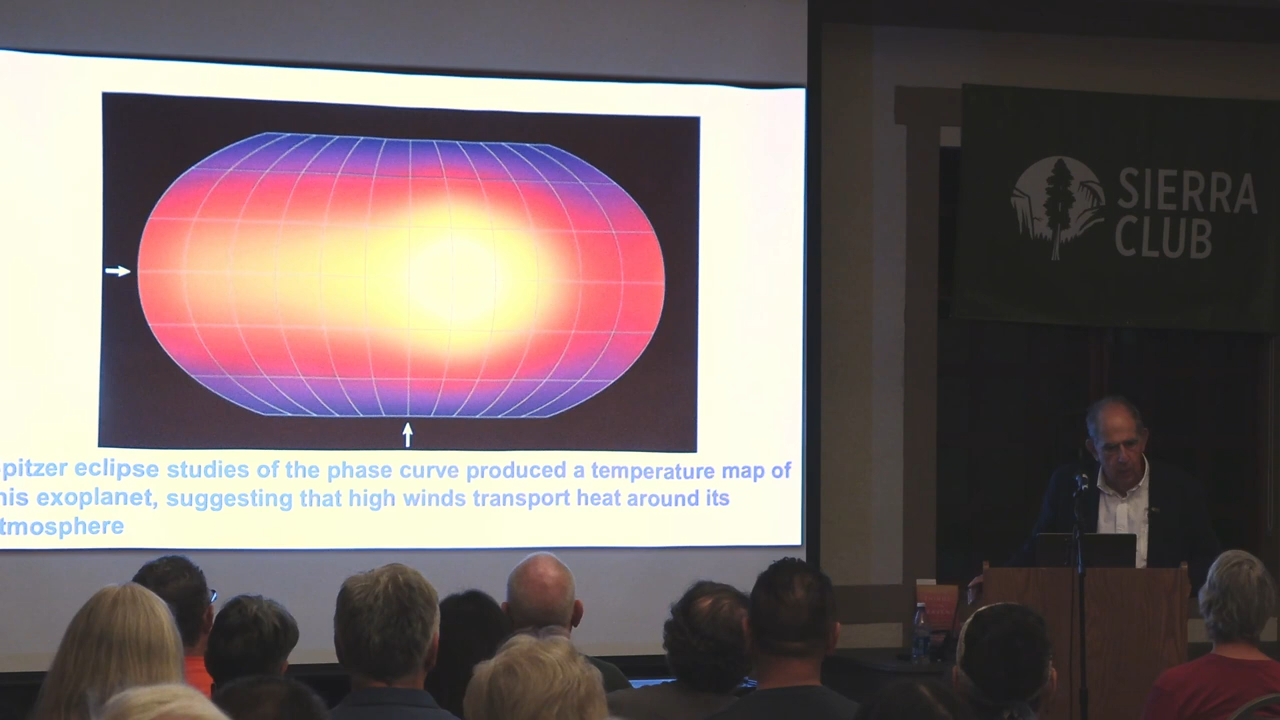 pitzer eclipse studies of the phase curve produced a temperature map of
his exoplanet, suggesting that high winds transport heat around its
tmosphere
SIERRA
CLUB